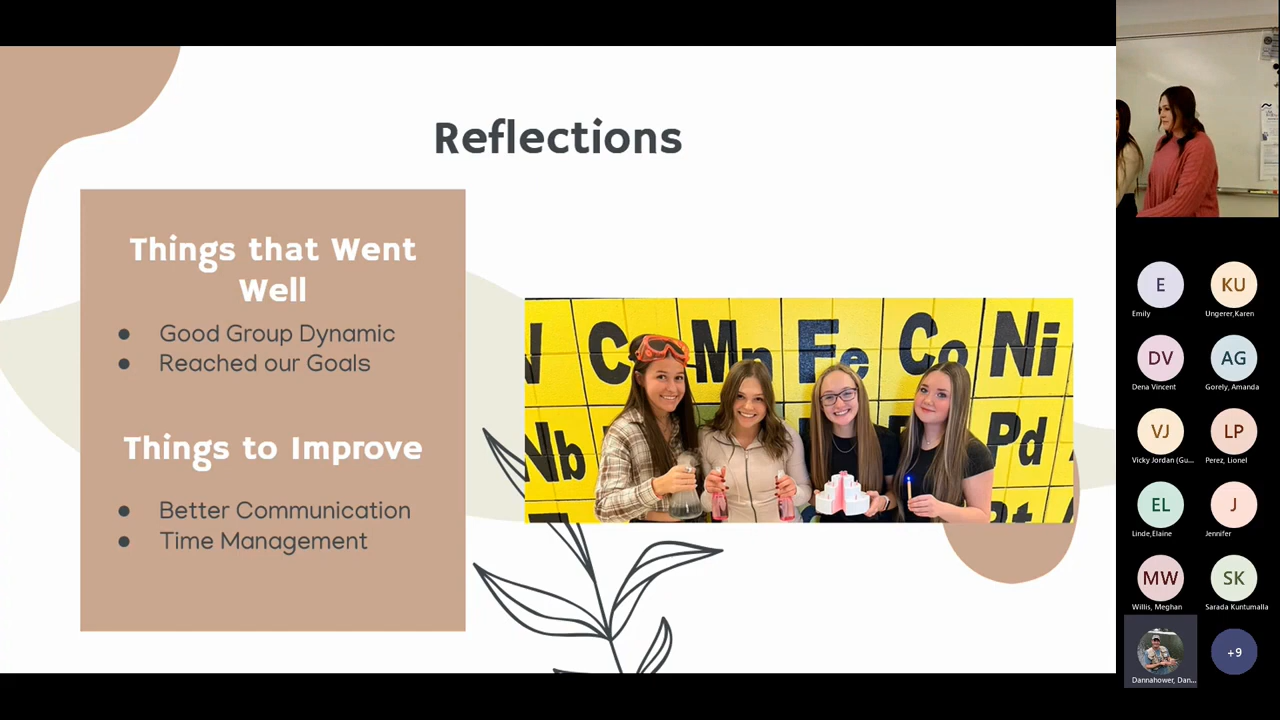 Reflections
Things that Went
Well
● Good Group Dynamic
● Reached our Goals
Things to Improve
● Better Communication
● Time Management
Co Mn Fe Co Ni
Nb Pd
E KU
Emily Ungerer,Karen
DV AG
Dena Vincent Gorely, Amanda
VJ LP
Vicky Jordan (Gu... Perez, Lionel
EL J
Linde,Elaine Jennifer
MW SK
Willis, Meghan Sarada Kuntumalla
+9
Dannahower, Dan...